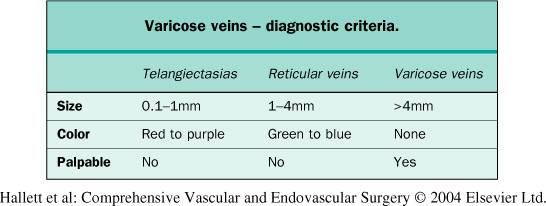 Varicose veins – diagnostic criteria.
Telangiectasias Reticular veins Varicose veins
Size 0.1–1mm 1–4mm >4mm
Color Red to purple Green to blue None
Palpable No No Yes
Hallett et al: Comprehensive Vascular and Endovascular Surgery © 2004 Elsevier Ltd.